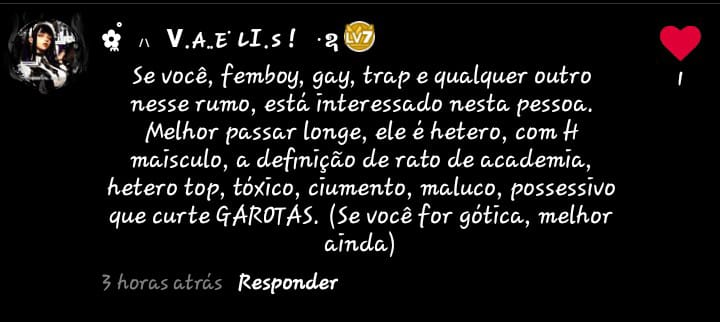 V.A..E LI.s! LV7
Se você, femboy, gay, trap e qualquer outro
nesse rumo, está interessado nesta pessoa.
Melhor passar longe, ele é hetero, com H
maisculo, a definição de rato de academia,
hetero top, tóxico, ciumento, maluco, possessivo
que curte GAROTAS. (Se você for gótica, melhor
ainda)
1
3 horas atrás Responder